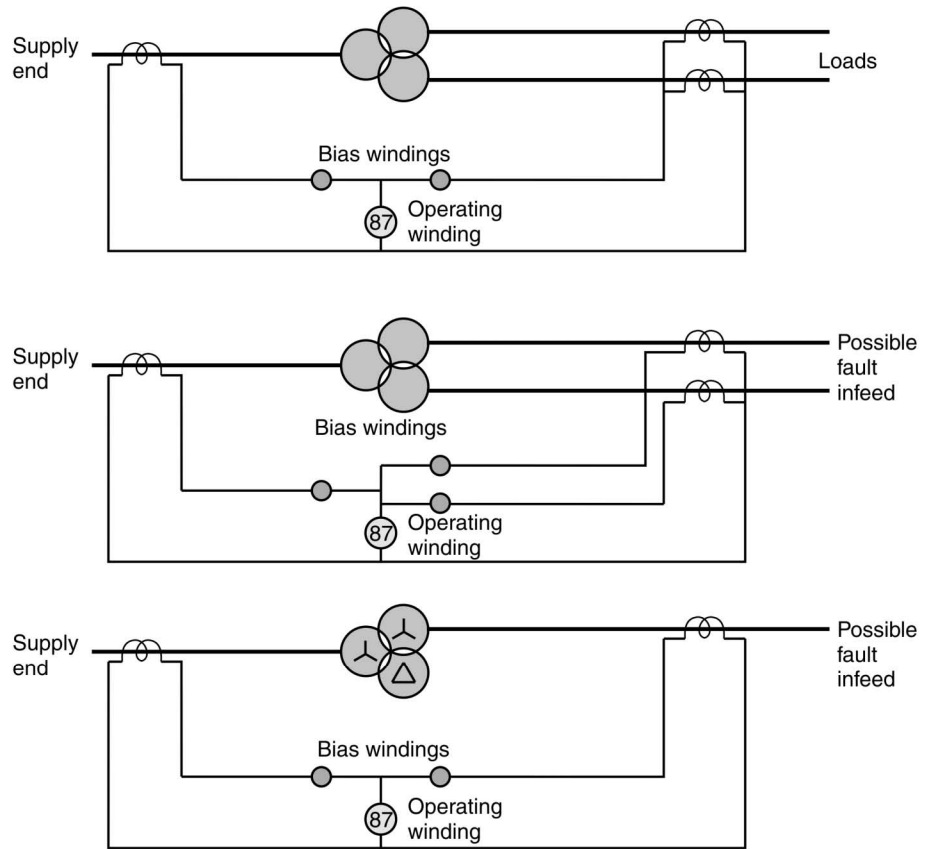 Supply
end
Loads
Bias windings
87
Operating
winding
Supply
end
Possible
fault
infeed
Bias windings
87
Operating
winding
Supply
end
Possible
fault
infeed
Bias windings
87
Operating
winding